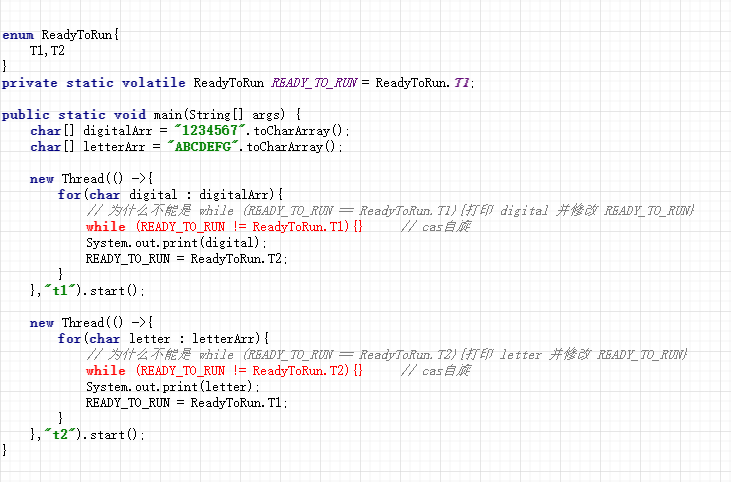 enum ReadyToRun{
T1,T2
}
private static volatile ReadyToRun READY_TO_RUN = ReadyToRun.T1;
public static void main(String[] args) {
char[] digitalArr = "1234567".toCharArray();
char[] letterArr = "ABCDEFG".toCharArray();
new Thread(() ->{
for(char digital : digitalArr){
// 为什么不能是 while (READY_TO_RUN == ReadyToRun.T1){打印 digital 并修改 READY_TO_RUN}
while (READY_TO_RUN != ReadyToRun.T1){} // cas自旋
System.out.print(digital);
READY_TO_RUN = ReadyToRun.T2;
}
},"t1").start();
new Thread(() ->{
for(char letter : letterArr){
// 为什么不能是 while (READY_TO_RUN == ReadyToRun.T2){打印 letter 并修改 READY_TO_RUN}
while (READY_TO_RUN != ReadyToRun.T2){} // cas自旋
System.out.print(letter);
READY_TO_RUN = ReadyToRun.T1;
}
},"t2").start();
}